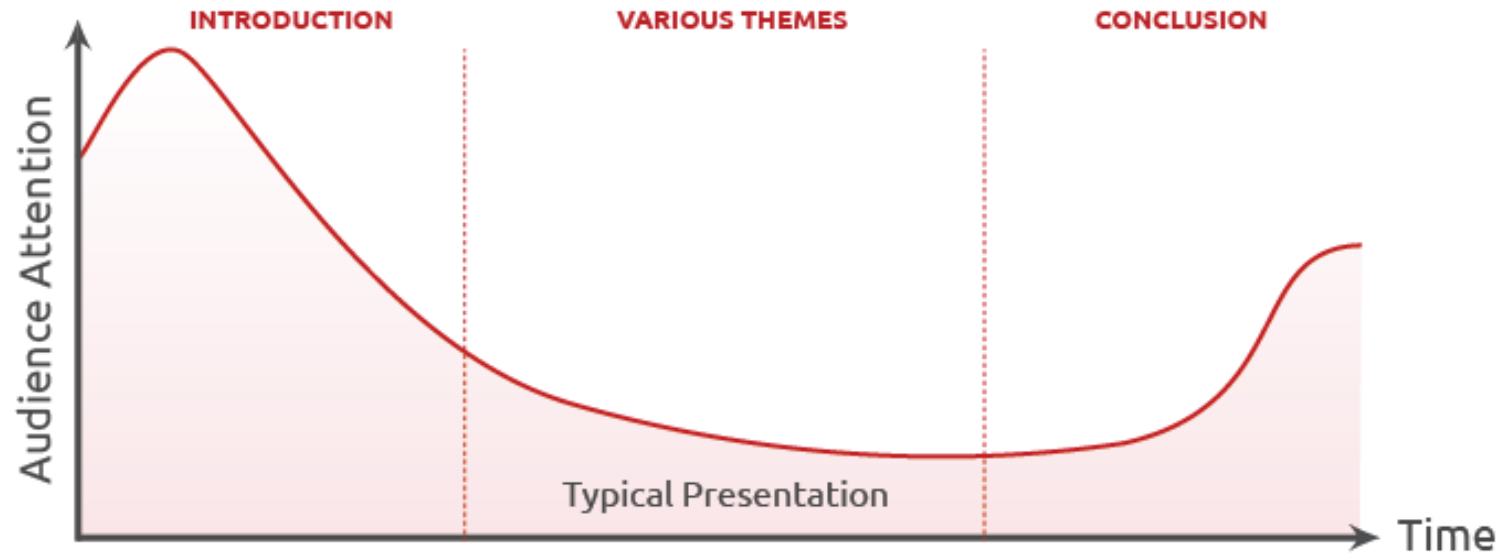 INTRODUCTION
VARIOUS THEMES
CONCLUSION
Audience Attention
Typical Presentation
Time